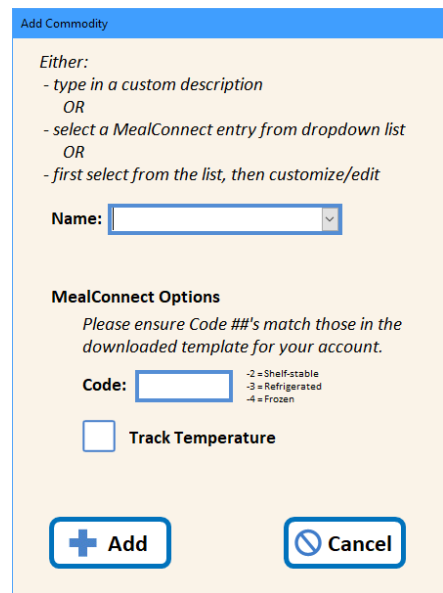 Add Commodity
Either:
- type in a custom description
OR
- select a MealConnect entry from dropdown list
OR
- first select from the list, then customize/edit
Name:
MealConnect Options
Please ensure Code ##'s match those in the
downloaded template for your account.
Code:
-2 = Shelf-stable
-3 = Refrigerated
-4 = Frozen
Track Temperature
Add
Cancel